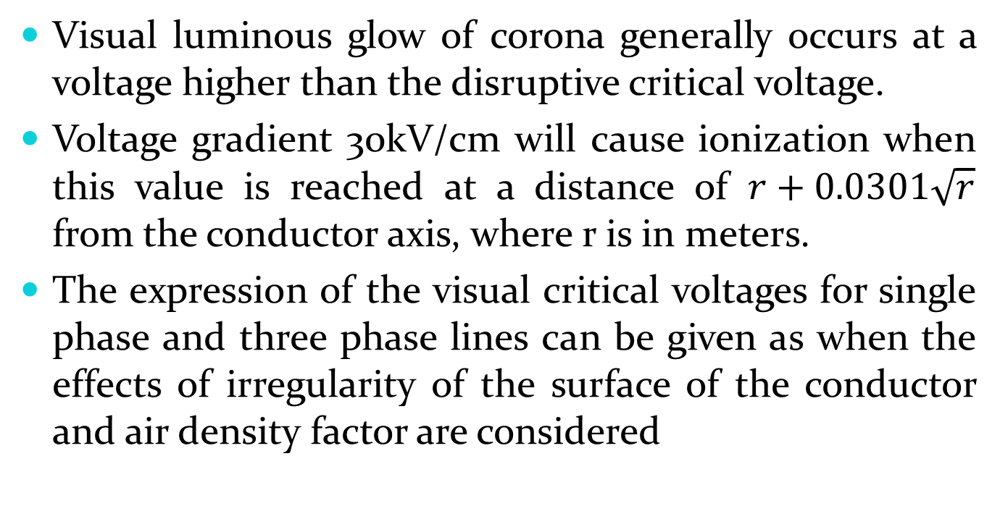 • Visual luminous glow of corona generally occurs at a
voltage higher than the disruptive critical voltage.
• Voltage gradient 30kV/cm will cause ionization when
this value is reached at a distance of r + 0.0301√r
from the conductor axis, where r is in meters.
• The expression of the visual critical voltages for single
phase and three phase lines can be given as when the
effects of irregularity of the surface of the conductor
and air density factor are considered